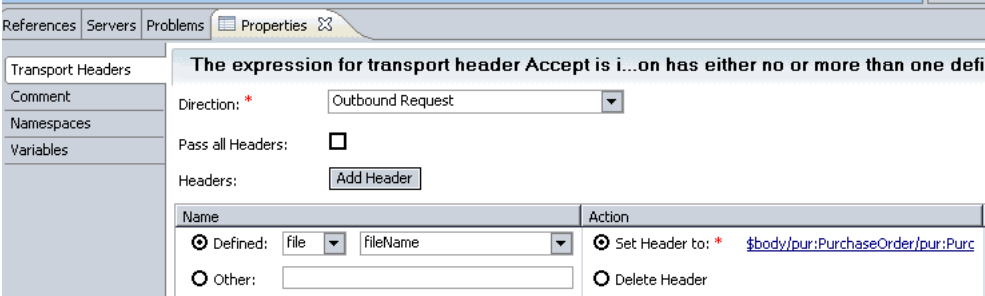 References Servers Problems Properties
Transport Headers
Comment
Namespaces
Variables
The expression for transport header Accept is i...on has either no or more than one defi
Direction: * Outbound Request
Pass all Headers:
Headers: Add Header
Name Action
Defined: file fileName Set Header to: * $body/pur:PurchaseOrder/pur:Purc
Other: Delete Header